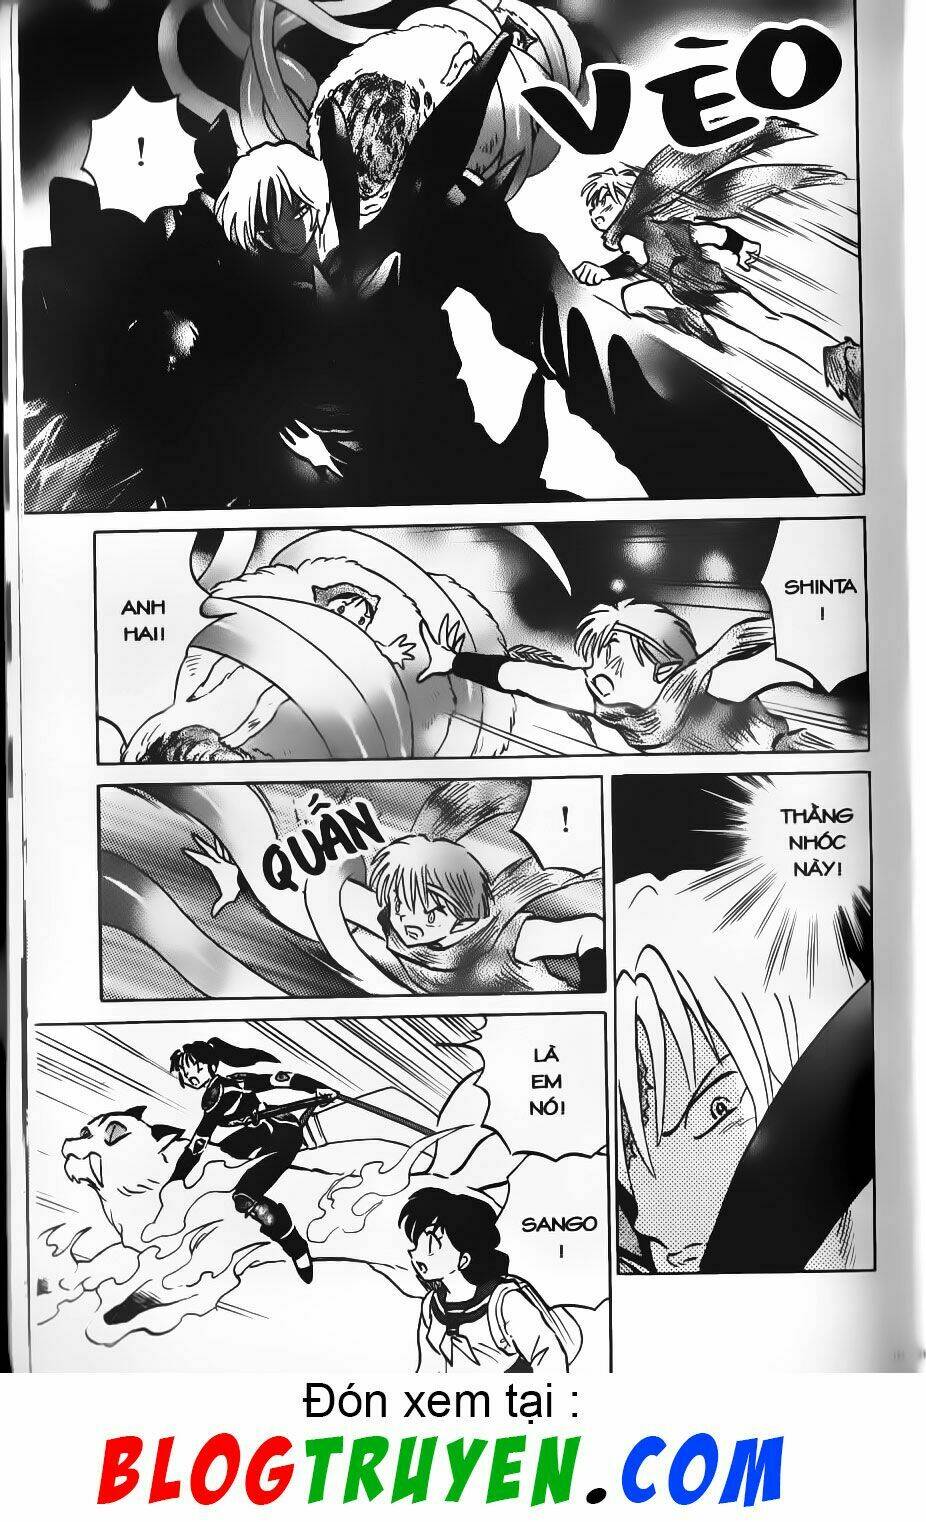 VÈO
!
SHINTA
!
ANH
HAI!
!
QUẤN
THẰNG
NHÓC
NÀY!
LÀ
EM
NÓ!
SANGO
!
Đón xem tại :
BLOGTRUYEN.COM